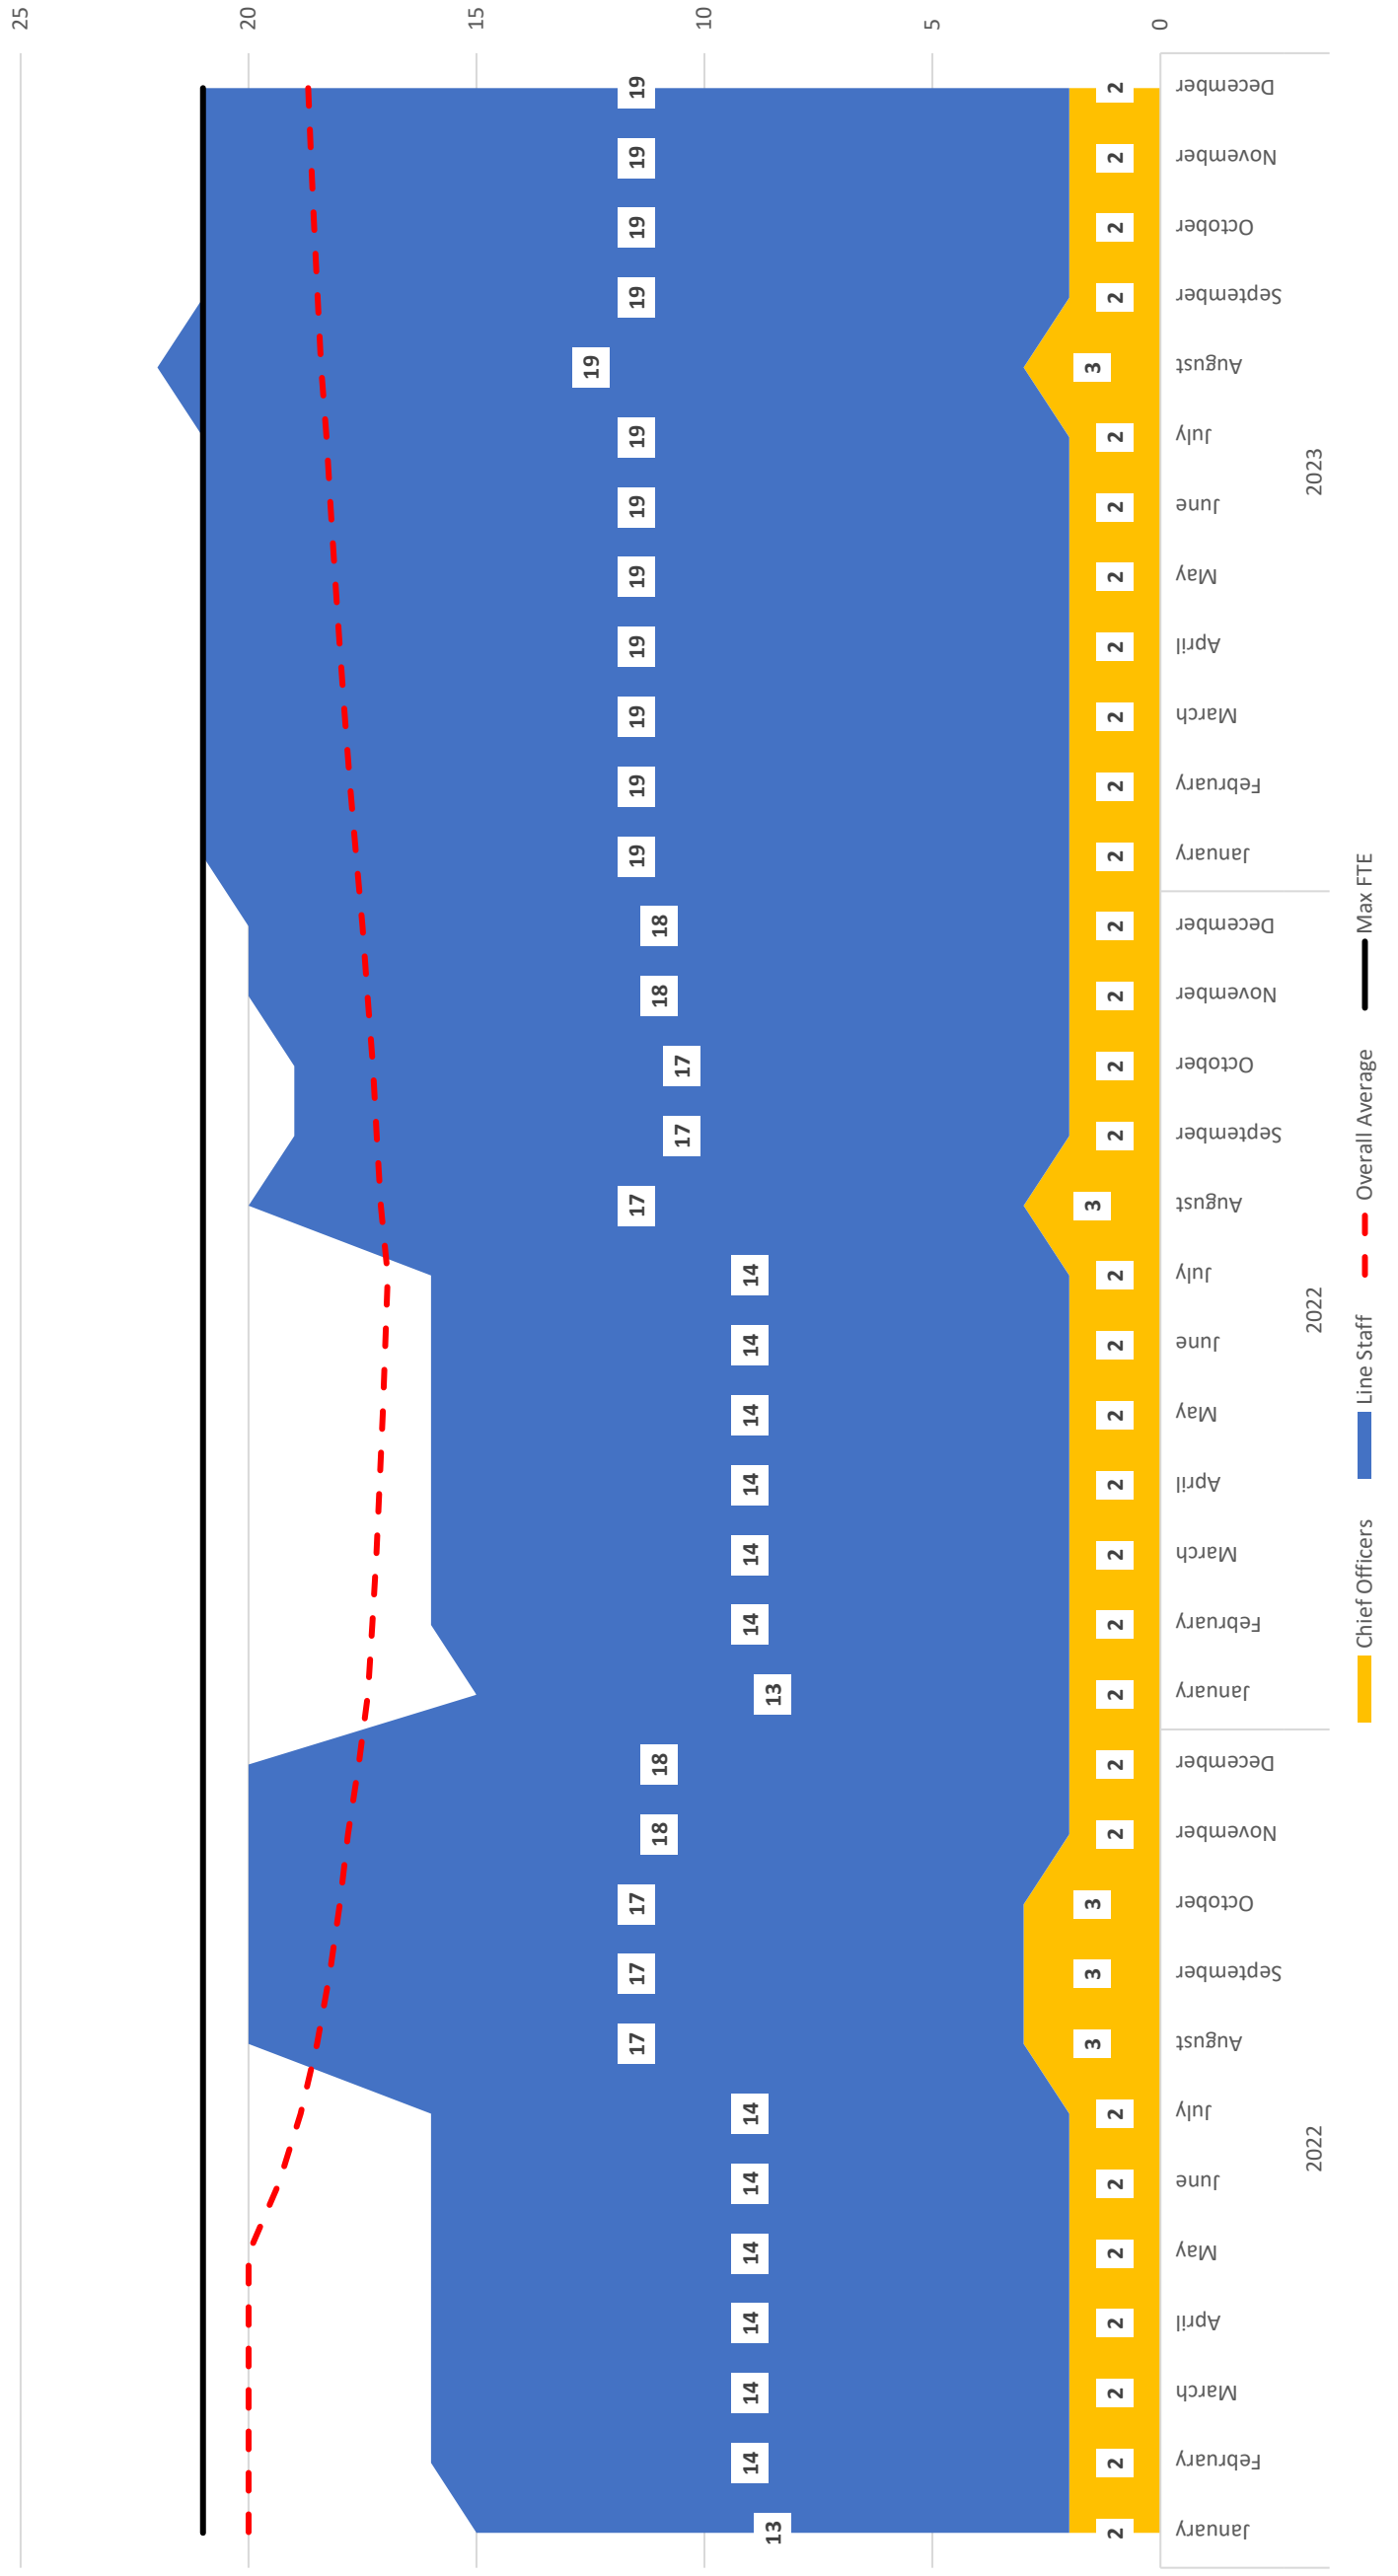 25
20
15
10
5
0
19
19
19
19
19
19
19
19
19
19
19
19
18
18
17
17
17
14
14
14
14
14
14
13
18
18
17
17
17
14
14
14
14
14
14
13
2
2
2
2
3
2
2
2
2
2
2
2
2
2
2
2
3
2
2
2
2
2
2
2
2
2
3
3
3
2
2
2
2
2
2
2
December
November
October
September
August
July
June
May
April
March
February
January
December
November
October
September
August
July
June
May
April
March
February
January
December
November
October
September
August
July
June
May
April
March
February
January
2023
2022
2022
Chief Officers
Line Staff
Overall Average
Max FTE